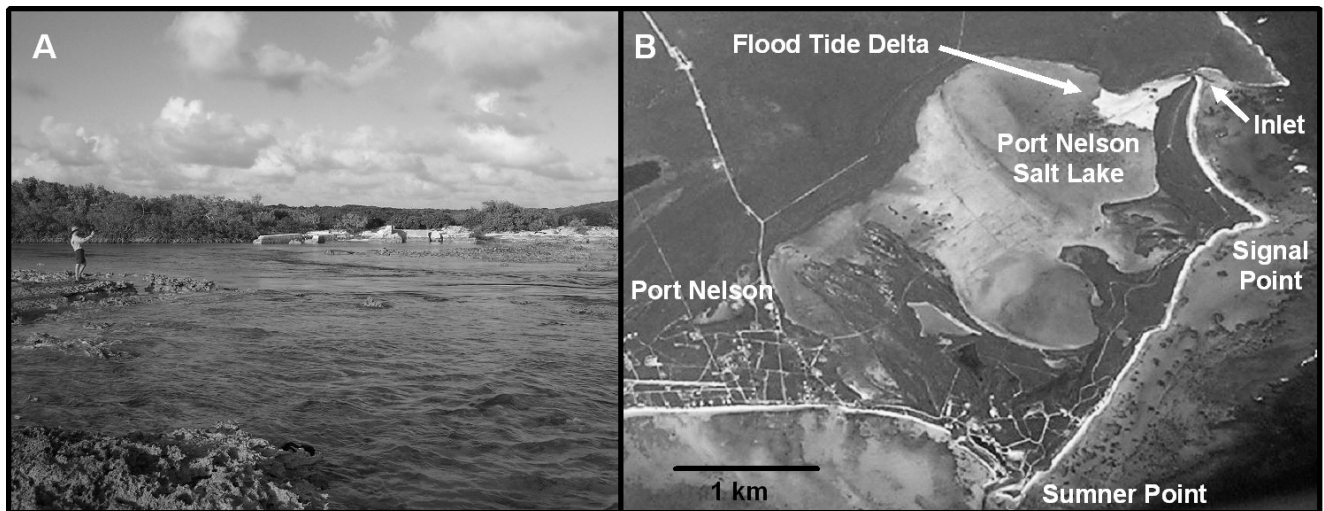 A
B
Flood Tide Delta
Inlet
Port Nelson
Salt Lake
Signal
Point
Port Nelson
1 km
Sumner Point